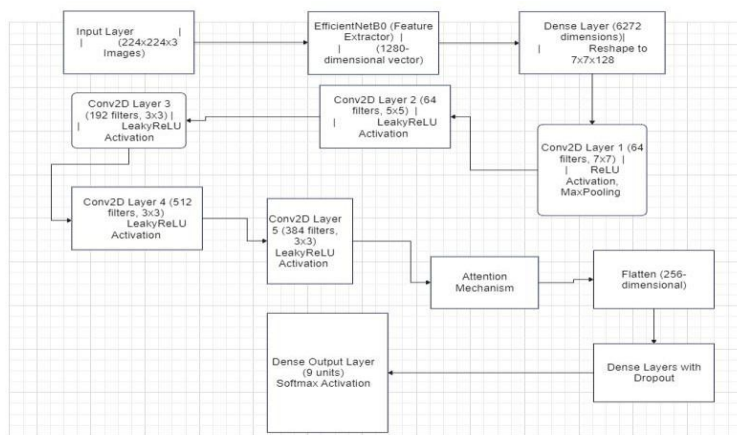 Input Layer |
| (224x224x3
Images)
EfficientNetB0 (Feature
Extractor) |
| (1280-
dimensional vector)
Dense Layer (6272
dimensions)|
| Reshape to
7x7x128
Conv2D Layer 1 (64
filters, 7x7) |
| ReLU
Activation,
MaxPooling
Conv2D Layer 2 (64
filters, 5x5) |
| LeakyReLU
Activation
Conv2D Layer 3
(192 filters, 3x3) |
| LeakyReLU
Activation
Conv2D Layer 4 (512
filters, 3x3)
LeakyReLU
Activation
Conv2D Layer
5 (384 filters,
3x3)
LeakyReLU
Activation
Attention
Mechanism
Flatten (256-
dimensional)
Dense Layers with
Dropout
Dense Output Layer
(9 units)
Softmax Activation